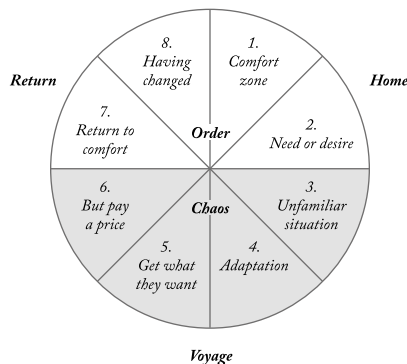 8.
Having
changed
1.
Comfort
zone
Return
Home
7.
Return to
comfort
Order
2.
Need or desire
6.
But pay
a price
Chaos
3.
Unfamiliar
situation
5.
Get what
they want
4.
Adaptation
Voyage